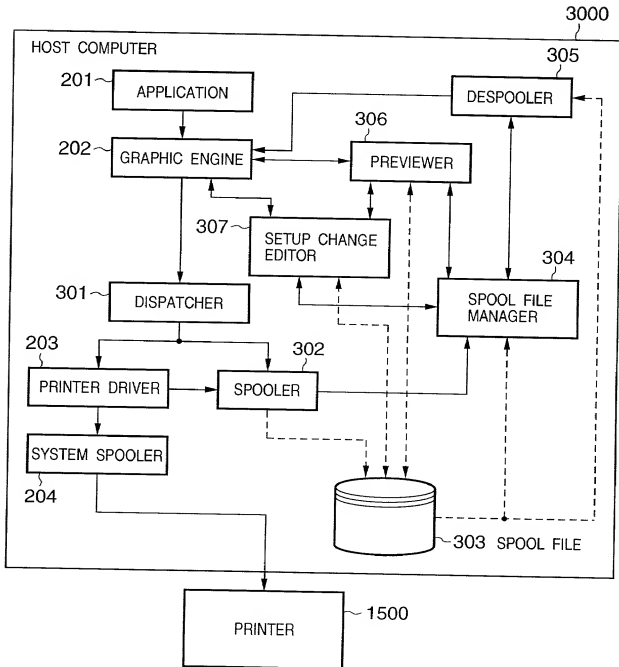 3000
HOST COMPUTER
305
201
APPLICATION
DESPOOLER
306
202
GRAPHIC ENGINE
PREVIEWER
307
SETUP CHANGE
EDITOR
304
301
DISPATCHER
SPOOL FILE
MANAGER
203
302
PRINTER DRIVER
SPOOLER
SYSTEM SPOOLER
204
303 SPOOL FILE
1500
PRINTER